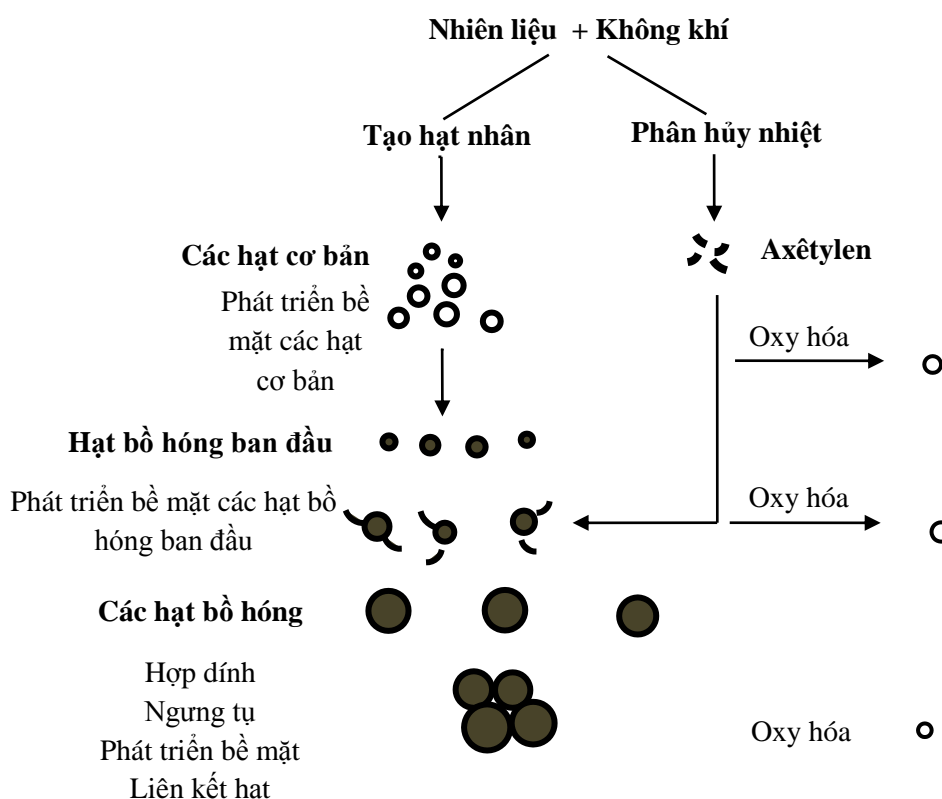 Nhiên liệu + Không khí
Tạo hạt nhân
Phân hủy nhiệt
Các hạt cơ bản
Axêtylen
Phát triển bề
mặt các hạt
cơ bản
Oxy hóa
Hạt bồ hóng ban đầu
Phát triển bề mặt các hạt bồ
hóng ban đầu
Oxy hóa
Các hạt bồ hóng
Hợp dính
Ngưng tụ
Phát triển bề mặt
Liên kết hat
Oxy hóa